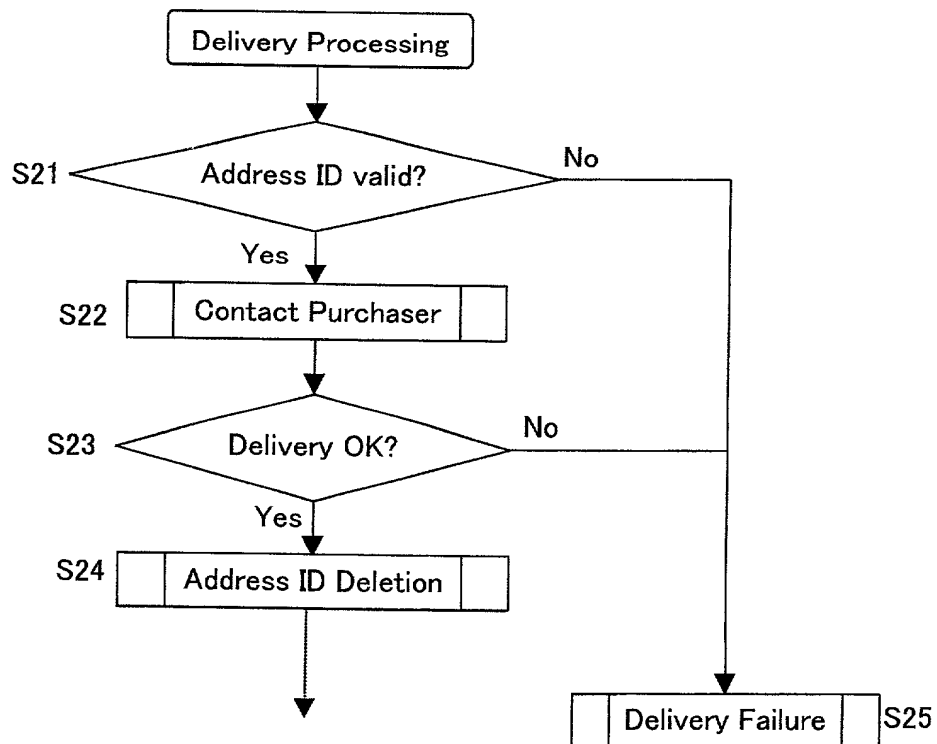 Delivery Processing
S21
Address ID valid?
No
Yes
S22
Contact Purchaser
S23
Delivery OK?
No
Yes
S24
Address ID Deletion
Delivery Failure
S25